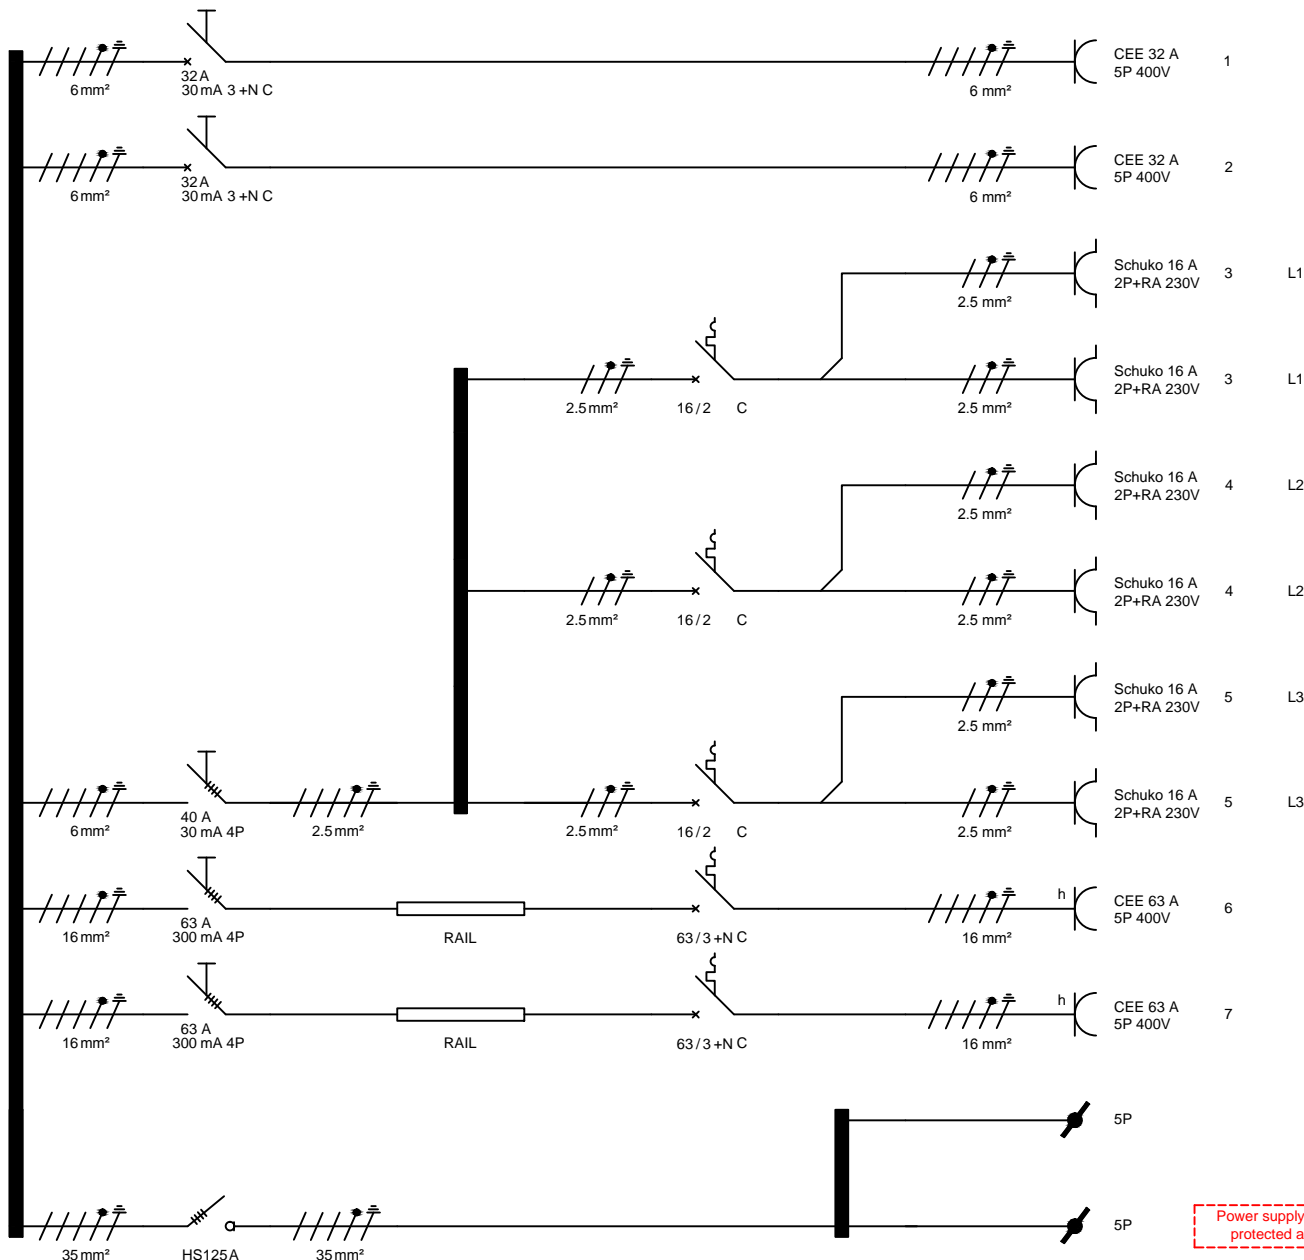 CEE 32 A
5P 400V
1
32A
30mA 3 +N C
6mm²
6 mm²
CEE 32 A
5P 400V
2
32A
30mA 3 +N C
6mm²
6 mm²
Schuko 16 A
2P+RA 230V
3
L1
2.5 mm²
Schuko 16 A
2P+RA 230V
3
L1
2.5mm²
16/2 C
2.5 mm²
Schuko 16 A
2P+RA 230V
4
L2
2.5 mm²
Schuko 16 A
2P+RA 230V
4
L2
2.5mm²
16/2 C
2.5 mm²
Schuko 16 A
2P+RA 230V
5
L3
2.5 mm²
Schuko 16 A
2P+RA 230V
5
L3
40 A
30 mA 4P
6mm²
2.5mm²
2.5mm²
16/2 C
2.5 mm²
h
CEE 63 A
5P 400V
6
63 A
300 mA 4P
16mm²
RAIL
63/3 +N C
16 mm²
h
CEE 63 A
5P 400V
7
63 A
300 mA 4P
16mm²
RAIL
63/3 +N C
16 mm²
5P
5P
Power supply
protected a
35mm²
HS125A
35mm²